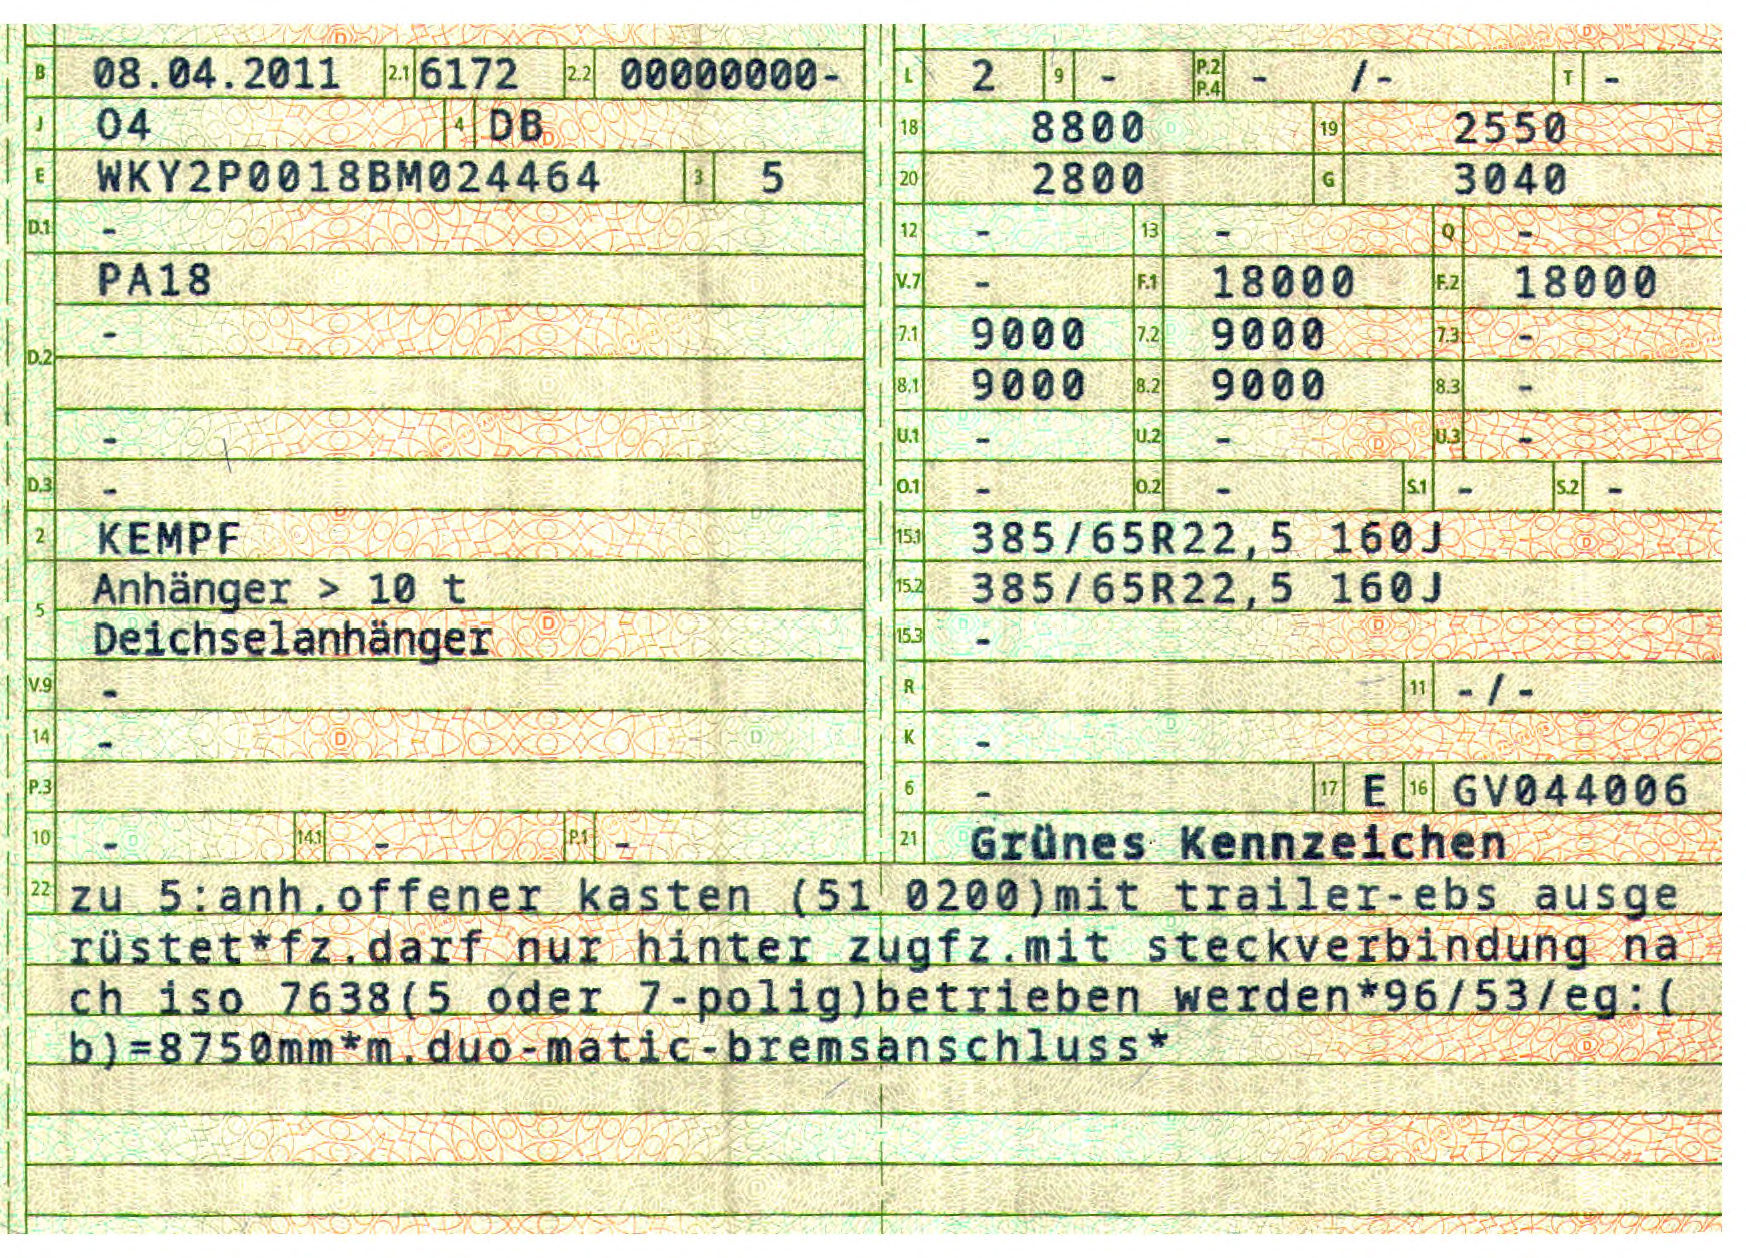 B 08.04.2011 2.1 6172 2.2 00000000-
J 04 4 DB
E WKY2P0018BM024464 3 5
D.1 -
PA18
D.2 -
-
D.3 -
2 KEMPF
5 Anhänger > 10 t
Deichselanhänger
V.9 -
14 -
P.3
10 - 14.1 - P.1 -
L 2 9 - P.2 P.4 - /- T -
18 8800 19 2550
20 2800 G 3040
12 - 13 - Q -
V.7 - F.1 18000 F.2 18000
7.1 9000 7.2 9000 7.3 -
8.1 9000 8.2 9000 8.3 -
U.1 - U.2 - U.3 -
O.1 - O.2 - S.1 - S.2 -
15.1 385/65R22,5 160J
15.2 385/65R22,5 160J
15.3 -
R 11 -/-
K -
6 - 17 E 16 GV044006
21 Grünes Kennzeichen
22 zu 5:anh.offener kasten (51 0200)mit trailer-ebs ausge
rüstet*fz.darf nur hinter zugfz.mit steckverbindung na
ch iso 7638(5 oder 7-polig)betrieben werden*96/53/eg:(
b)=8750mm*m.duo-matic-bremsanschluss*